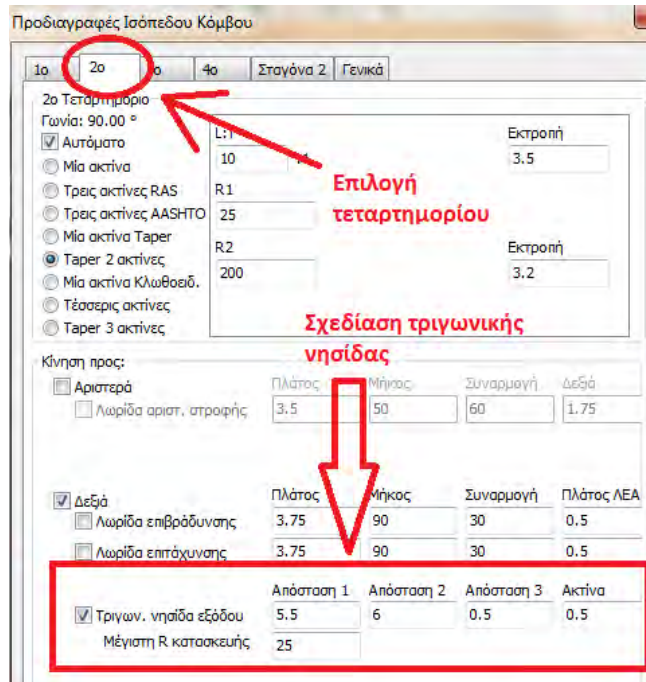 Προδιαγραφές Ισόπεδου Κόμβου
1ο 2ο 4ο Σταγόνα 2 Γενικά
2ο Τεταρτημόριο
Γωνία: 90.00 °
Αυτόματο
Μία ακτίνα
Τρεις ακτίνες RAS
Τρεις ακτίνες AASHTO
Μία ακτίνα Taper
Taper 2 ακτίνες
Μία ακτίνα Κλωθοειδ.
Τέσσερις ακτίνες
Taper 3 ακτίνες
L:1 Εκτροπή
10 3.5
R1
25
R2 Εκτροπή
200 3.2
Επιλογή
τεταρτημορίου
Σχεδίαση τριγωνικής
νησίδας
Κίνηση προς:
Αριστερά Πλάτος Μήκος Συναρμογή Δεξιά
Λωρίδα αριστ. στροφής 3.5 50 60 1.75
Δεξιά Πλάτος Μήκος Συναρμογή Πλάτος ΛΕΑ
Λωρίδα επιβράδυνσης 3.75 90 30 0.5
Λωρίδα επιτάχυνσης 3.75 90 30 0.5
Απόσταση 1 Απόσταση 2 Απόσταση 3 Ακτίνα
Τριγων. νησίδα εξόδου 5.5 6 0.5 0.5
Μέγιστη R κατασκευής 25